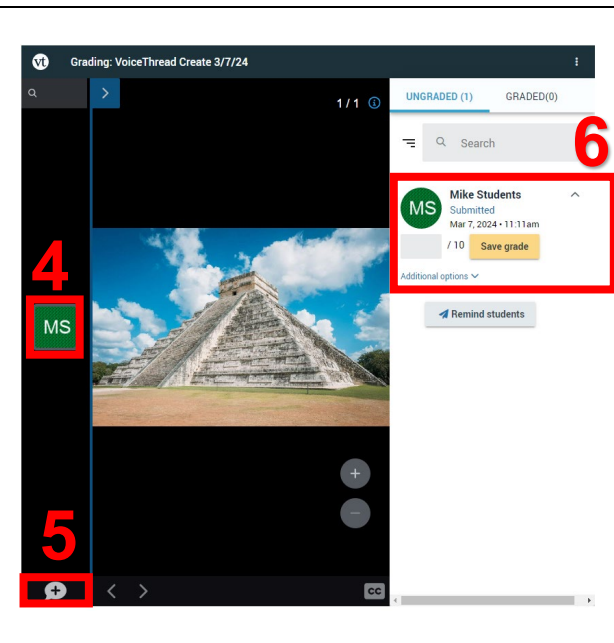 vt Grading: VoiceThread Create 3/7/24
1 / 1
UNGRADED (1) GRADED(0)
Search
6
MS
Mike Students
Submitted
Mar 7, 2024 • 11:11am
/ 10 Save grade
Additional options
Remind students
4
MS
5
CC